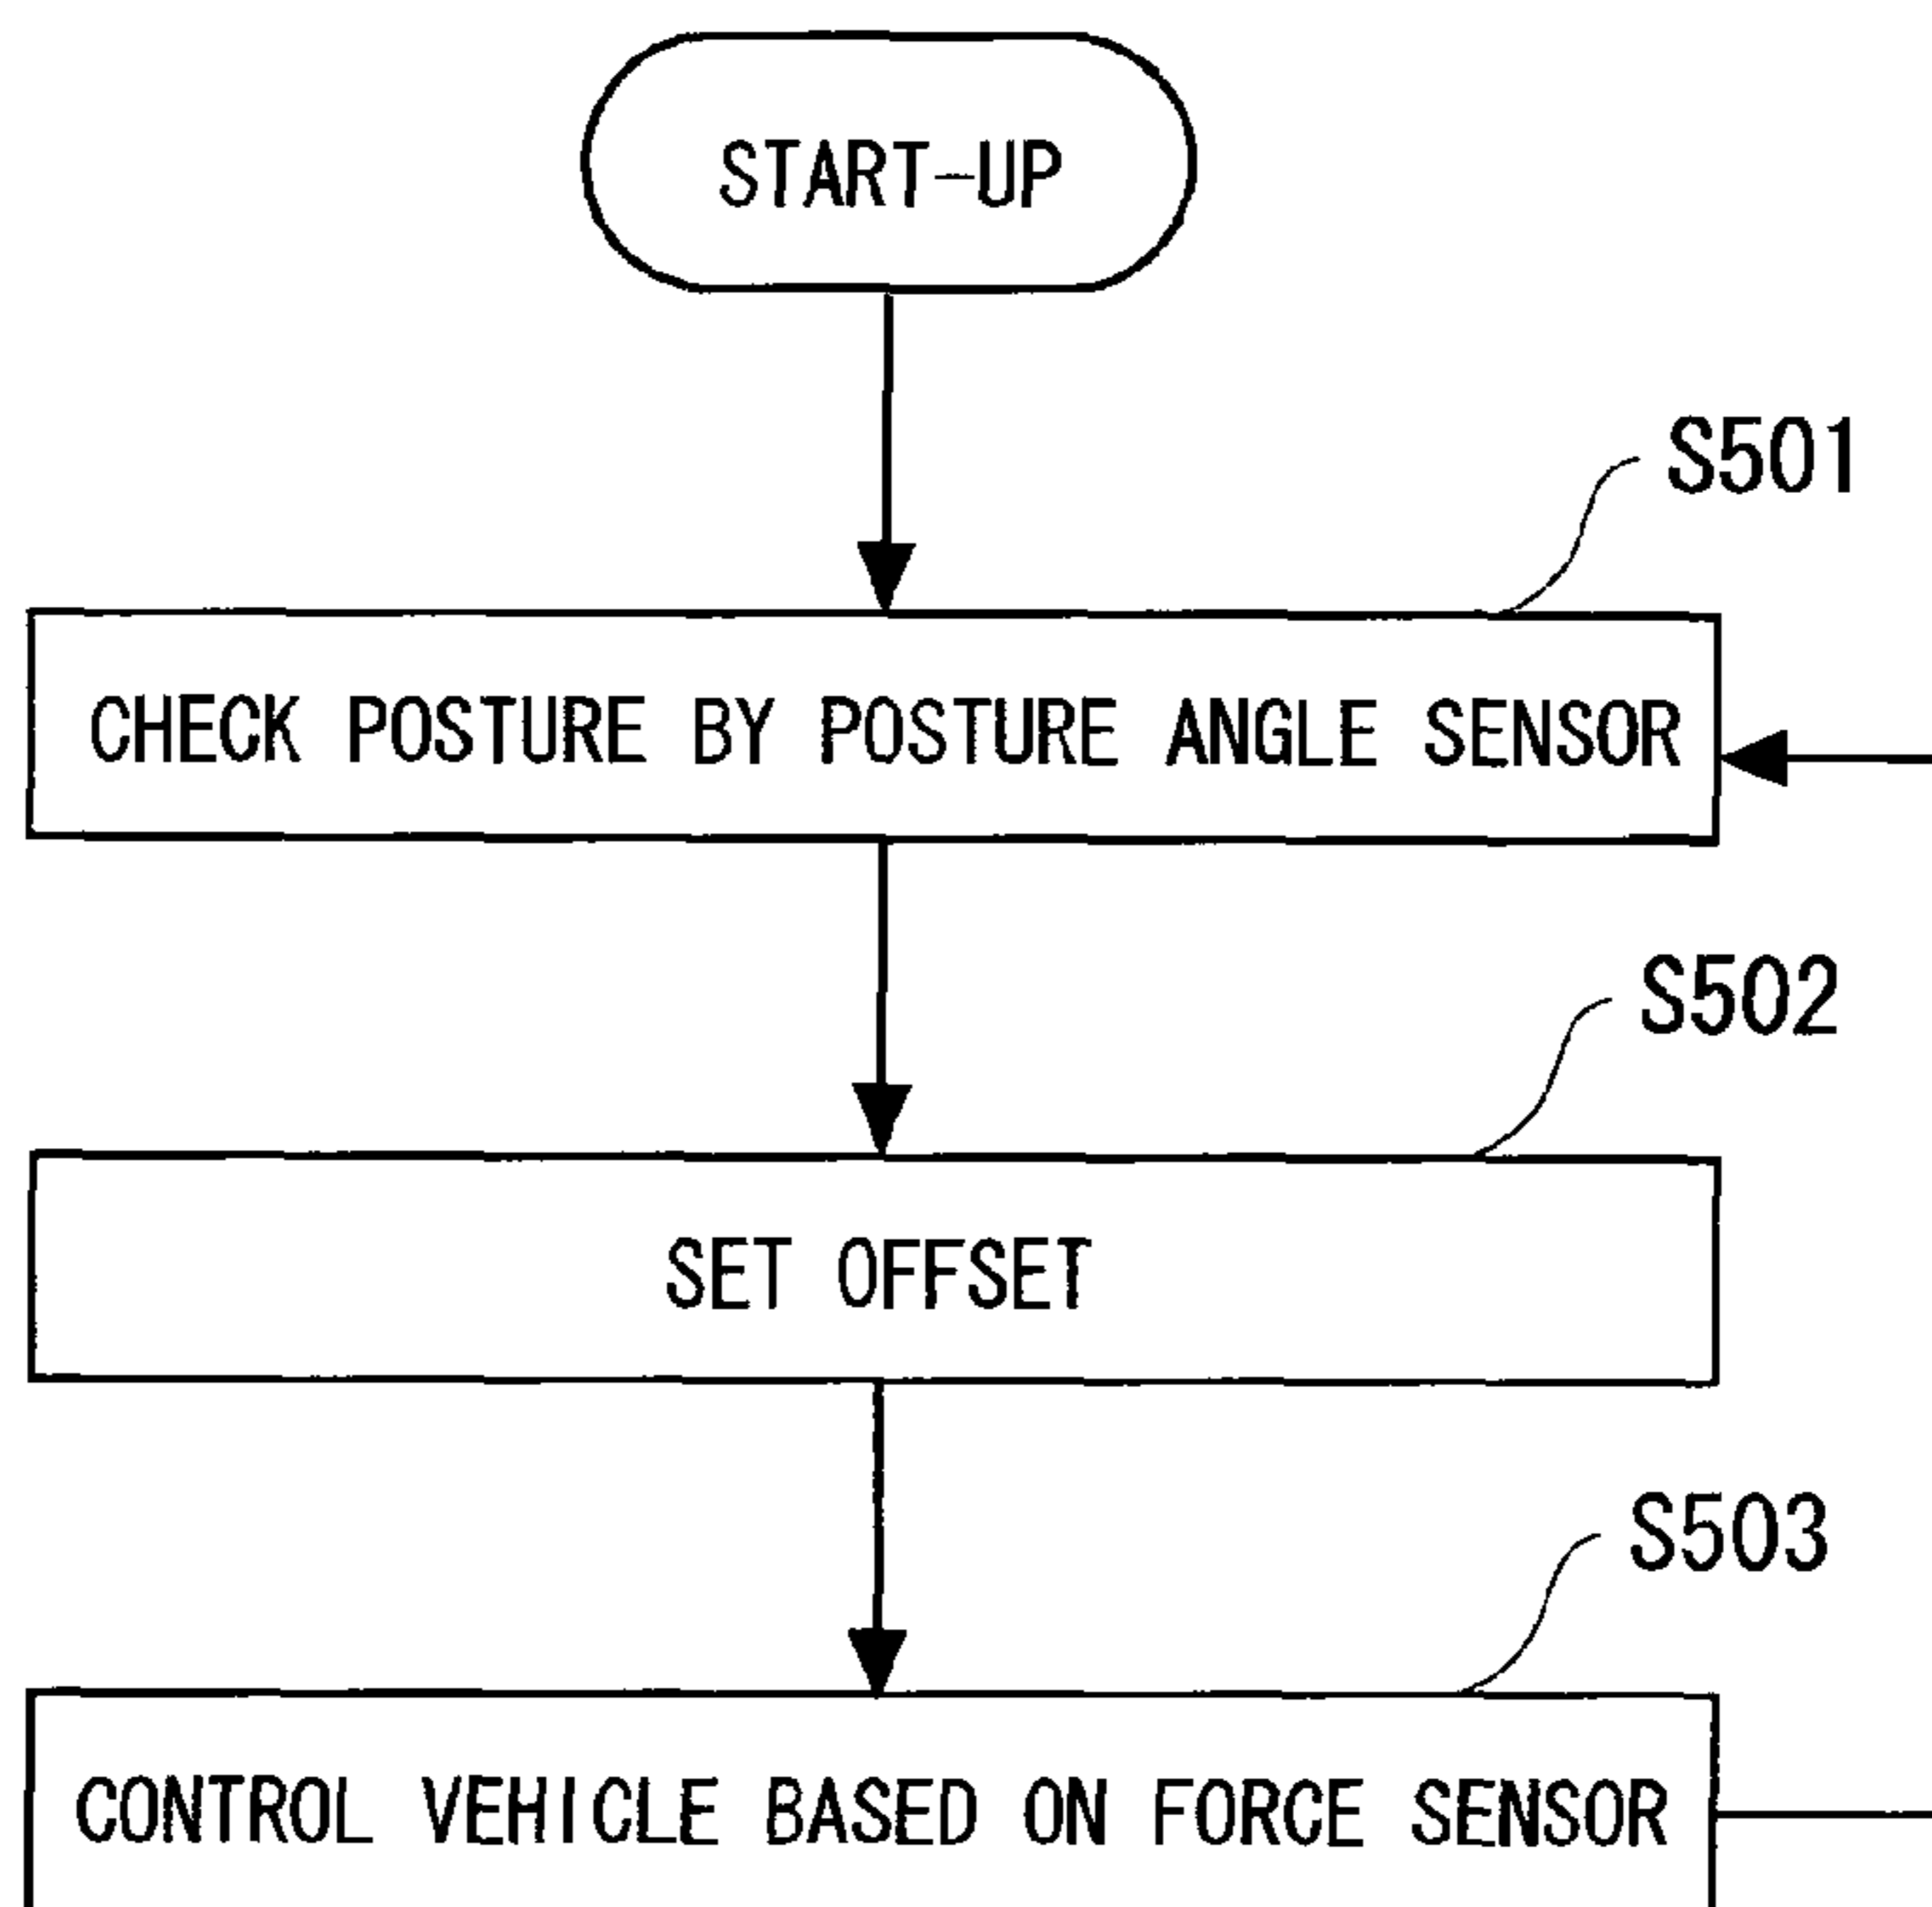 START-UP
S501
CHECK POSTURE BY POSTURE ANGLE SENSOR
S502
SET OFFSET
S503
CONTROL VEHICLE BASED ON FORCE SENSOR